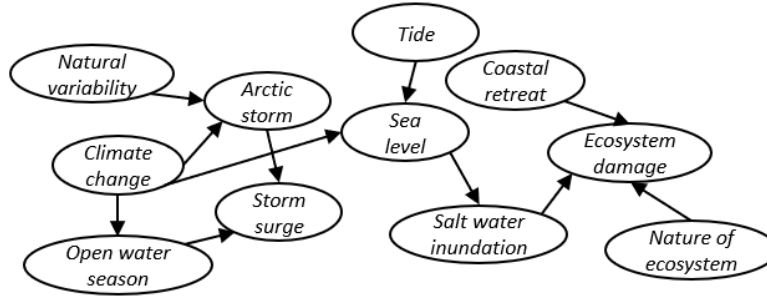 Tide
Natural
variability
Coastal
retreat
Arctic
storm
Sea
level
Ecosystem
damage
Climate
change
Storm
surge
Salt water
inundation
Open water
season
Nature of
ecosystem